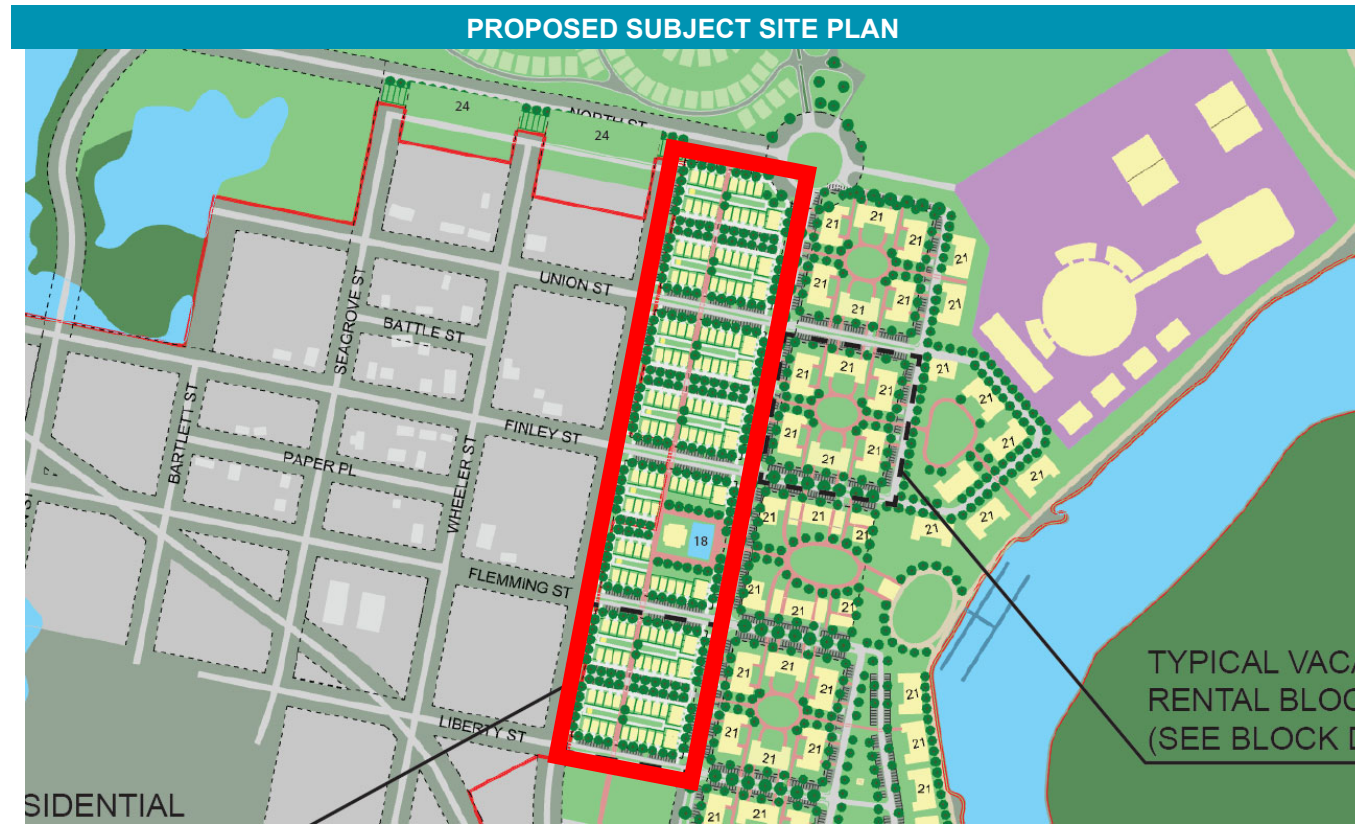 PROPOSED SUBJECT SITE PLAN
24
24
NORTH ST
21
21
21
21
21
21
21
21
UNION ST
BATTLE ST
SEAGROVE ST
21
21
21
21
21
21
21
21
21
BARTLETT ST
FINLEY ST
PAPER PL
WHEELER ST
21
21
21
21
21
18
FLEMMING ST
21
21
21
21
21
21
21
21
21
21
21
LIBERTY ST
21
21
TYPICAL VACA
RENTAL BLOC
(SEE BLOCK D
SIDENTIAL